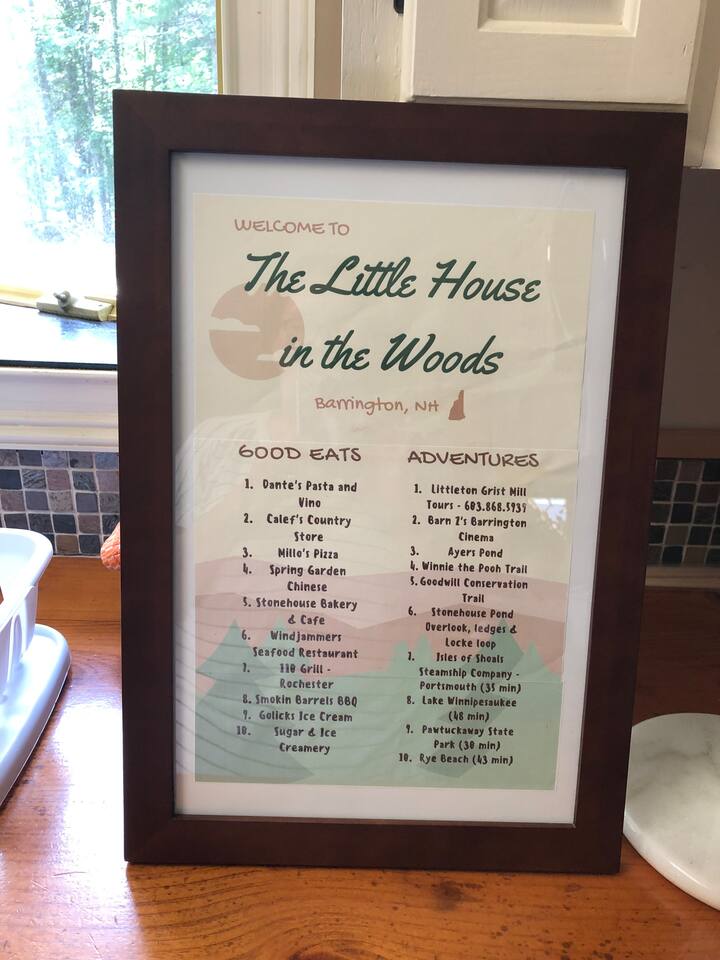 WELCOME TO
The Little House
in the Woods
Barrington, NH
GOOD EATS
1. Dante's Pasta and
Vino
2. Calef's Country
Store
3. Nillo's Pizza
4. Spring Garden
Chinese
5. Stonehouse Bakery
& Cafe
6. Windjammers
Seafood Restaurant
7. 110 Grill -
Rochester
8. Smokin Barrels BBQ
9. Golicks Ice Cream
10. Sugar & Ice
Creamery
ADVENTURES
1. Littleton Grist Mill
Tours - 603.868.5939
2. Barn Z's Barrington
Cinema
3. Ayers Pond
4. Winnie the Pooh Trail
5. Goodwill Conservation
Trail
6. Stonehouse Pond
Overlook, ledges &
Locke loop
7. Isles of Shoals
Steamship Company -
Portsmouth (35 min)
8. Lake Winnipesaukee
(48 min)
9. Pawtuckaway State
Park (30 min)
10. Rye Beach (43 min)